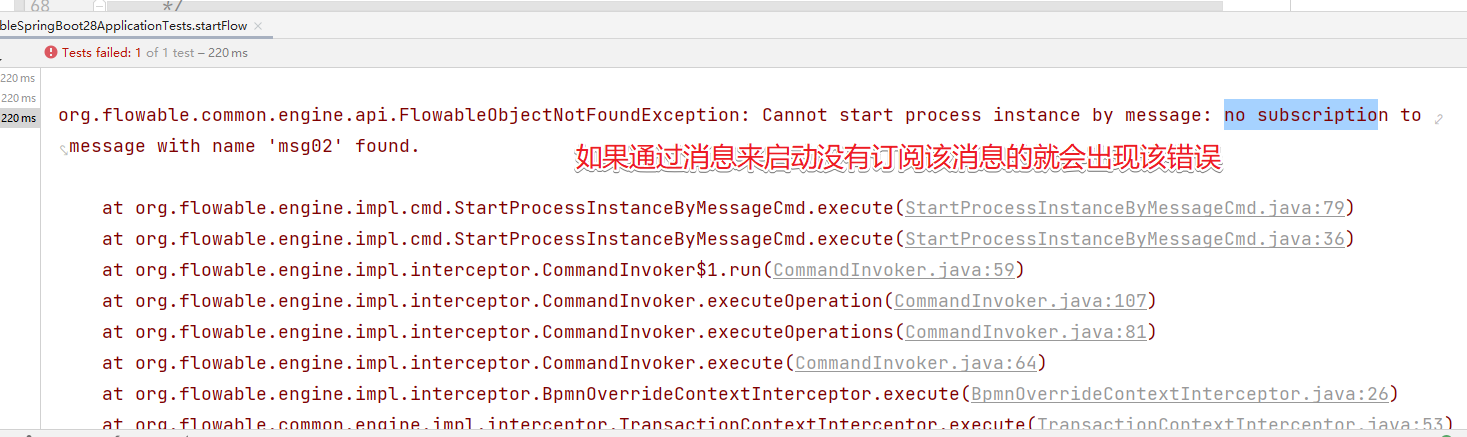 68
*/
bleSpringBoot28ApplicationTests.startFlow
Tests failed: 1 of 1 test – 220 ms
220 ms
220 ms
220 ms
org.flowable.common.engine.api.FlowableObjectNotFoundException: Cannot start process instance by message: no subscription to
message with name 'msg02' found.
如果通过消息来启动没有订阅该消息的就会出现该错误
at org.flowable.engine.impl.cmd.StartProcessInstanceByMessageCmd.execute(StartProcessInstanceByMessageCmd.java:79)
at org.flowable.engine.impl.cmd.StartProcessInstanceByMessageCmd.execute(StartProcessInstanceByMessageCmd.java:36)
at org.flowable.engine.impl.interceptor.CommandInvoker$1.run(CommandInvoker.java:59)
at org.flowable.engine.impl.interceptor.CommandInvoker.executeOperation(CommandInvoker.java:107)
at org.flowable.engine.impl.interceptor.CommandInvoker.executeOperations(CommandInvoker.java:81)
at org.flowable.engine.impl.interceptor.CommandInvoker.execute(CommandInvoker.java:64)
at org.flowable.engine.impl.interceptor.BpmnOverrideContextInterceptor.execute(BpmnOverrideContextInterceptor.java:26)
at org.flowable.common.engine.impl.interceptor.TransactionContextInterceptor.execute(TransactionContextInterceptor.java:53)